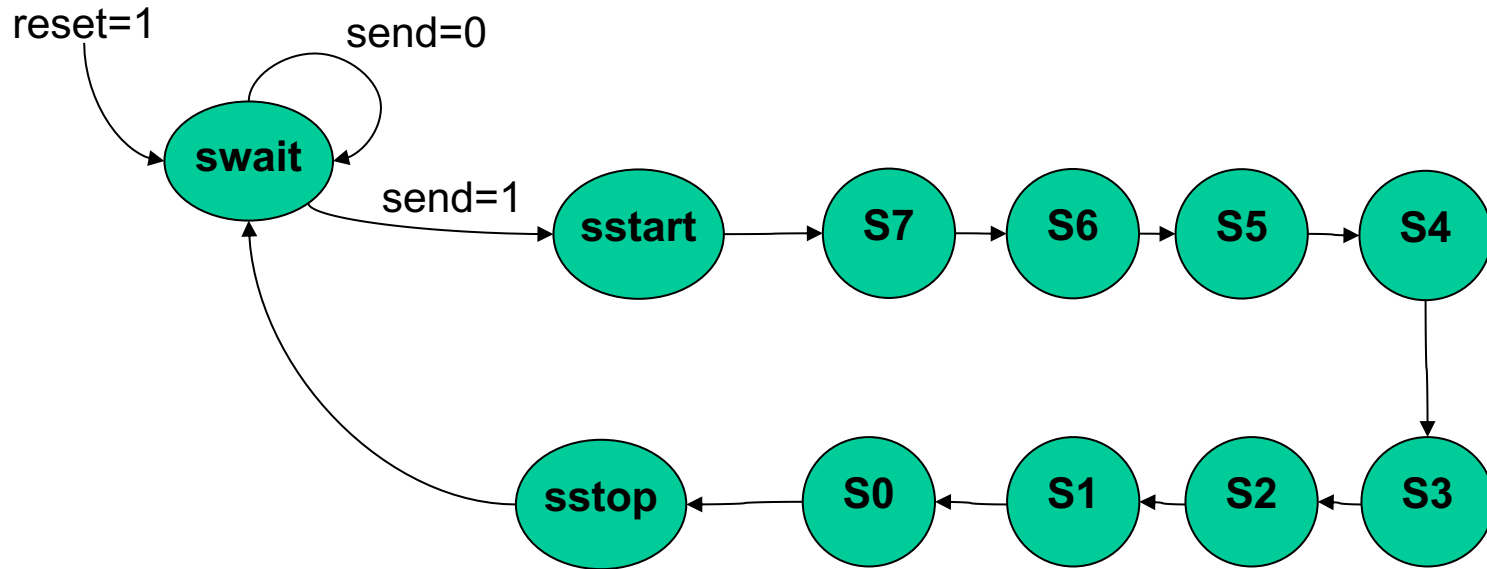 reset=1
send=0
swait
send=1
sstart
S7
S6
S5
S4
sstop
S0
S1
S2
S3